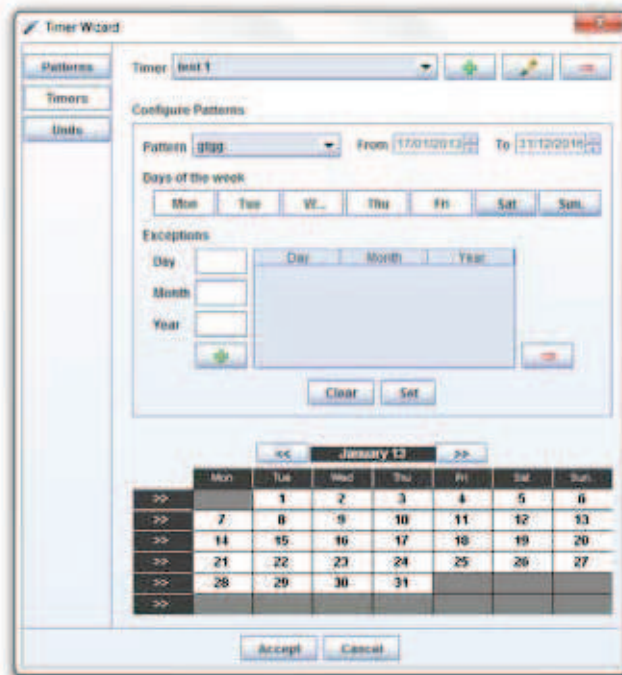 Timer Wizard
Patterns
Timers
Units
Timer test 1
Configure Patterns
Pattern gtgg From 17/01/2013 To 31/12/2016
Days of the week
Mon Tue W... Thu Fri Sat Sun.
Exceptions
Day
Month
Year
Day Month Year
Clear Set
<< January 13 >>
Mon Tue Wed Thu Fri Sat Sun.
>> 1 2 3 4 5 6
>> 7 8 9 10 11 12 13
>> 14 15 16 17 18 19 20
>> 21 22 23 24 25 26 27
>> 28 29 30 31
>>
Accept Cancel